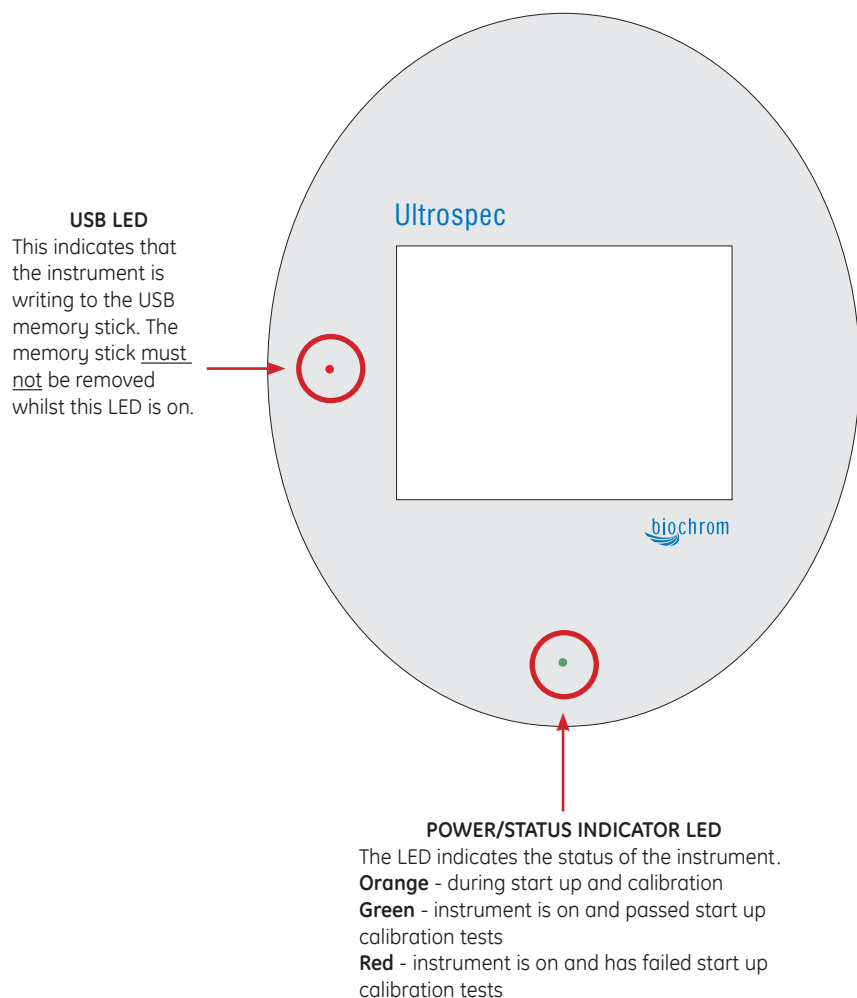 Ultrospec
USB LED
This indicates that
the instrument is
writing to the USB
memory stick. The
memory stick must
not be removed
whilst this LED is on.
biochrom
POWER/STATUS INDICATOR LED
The LED indicates the status of the instrument.
Orange - during start up and calibration
Green - instrument is on and passed start up
calibration tests
Red - instrument is on and has failed start up
calibration tests